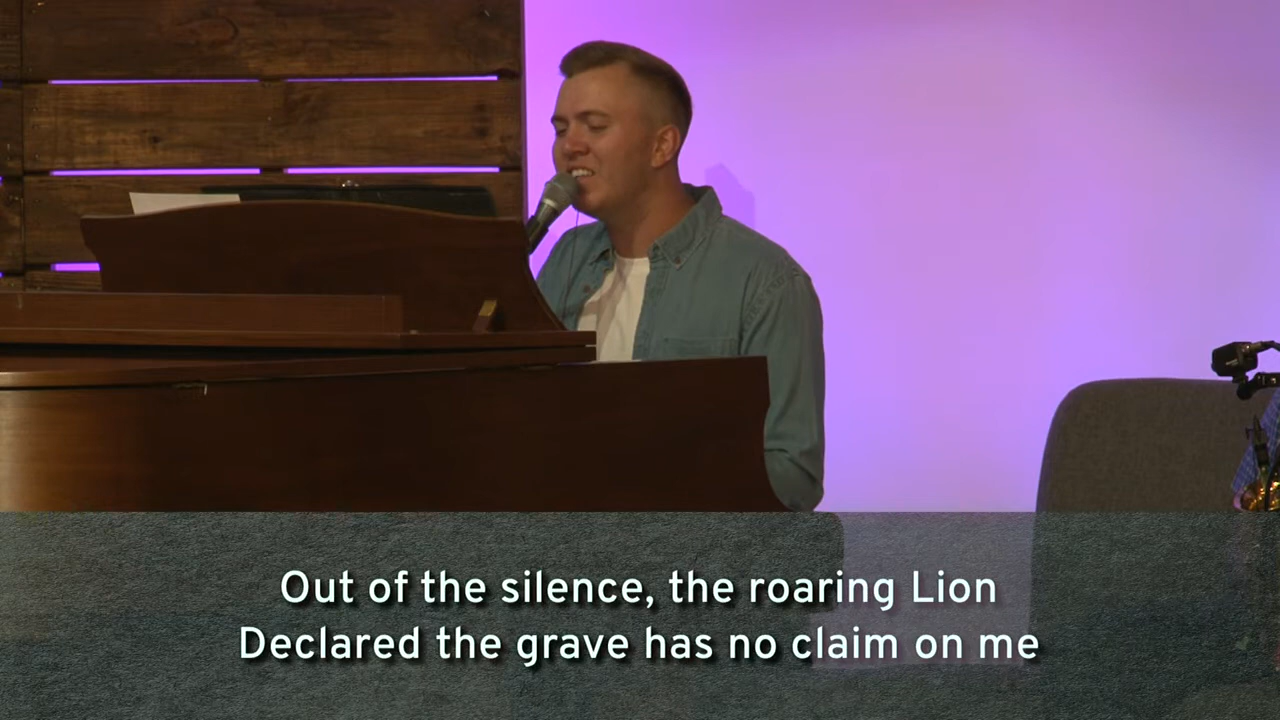 Out of the silence, the roaring Lion
Declared the grave has no claim on me